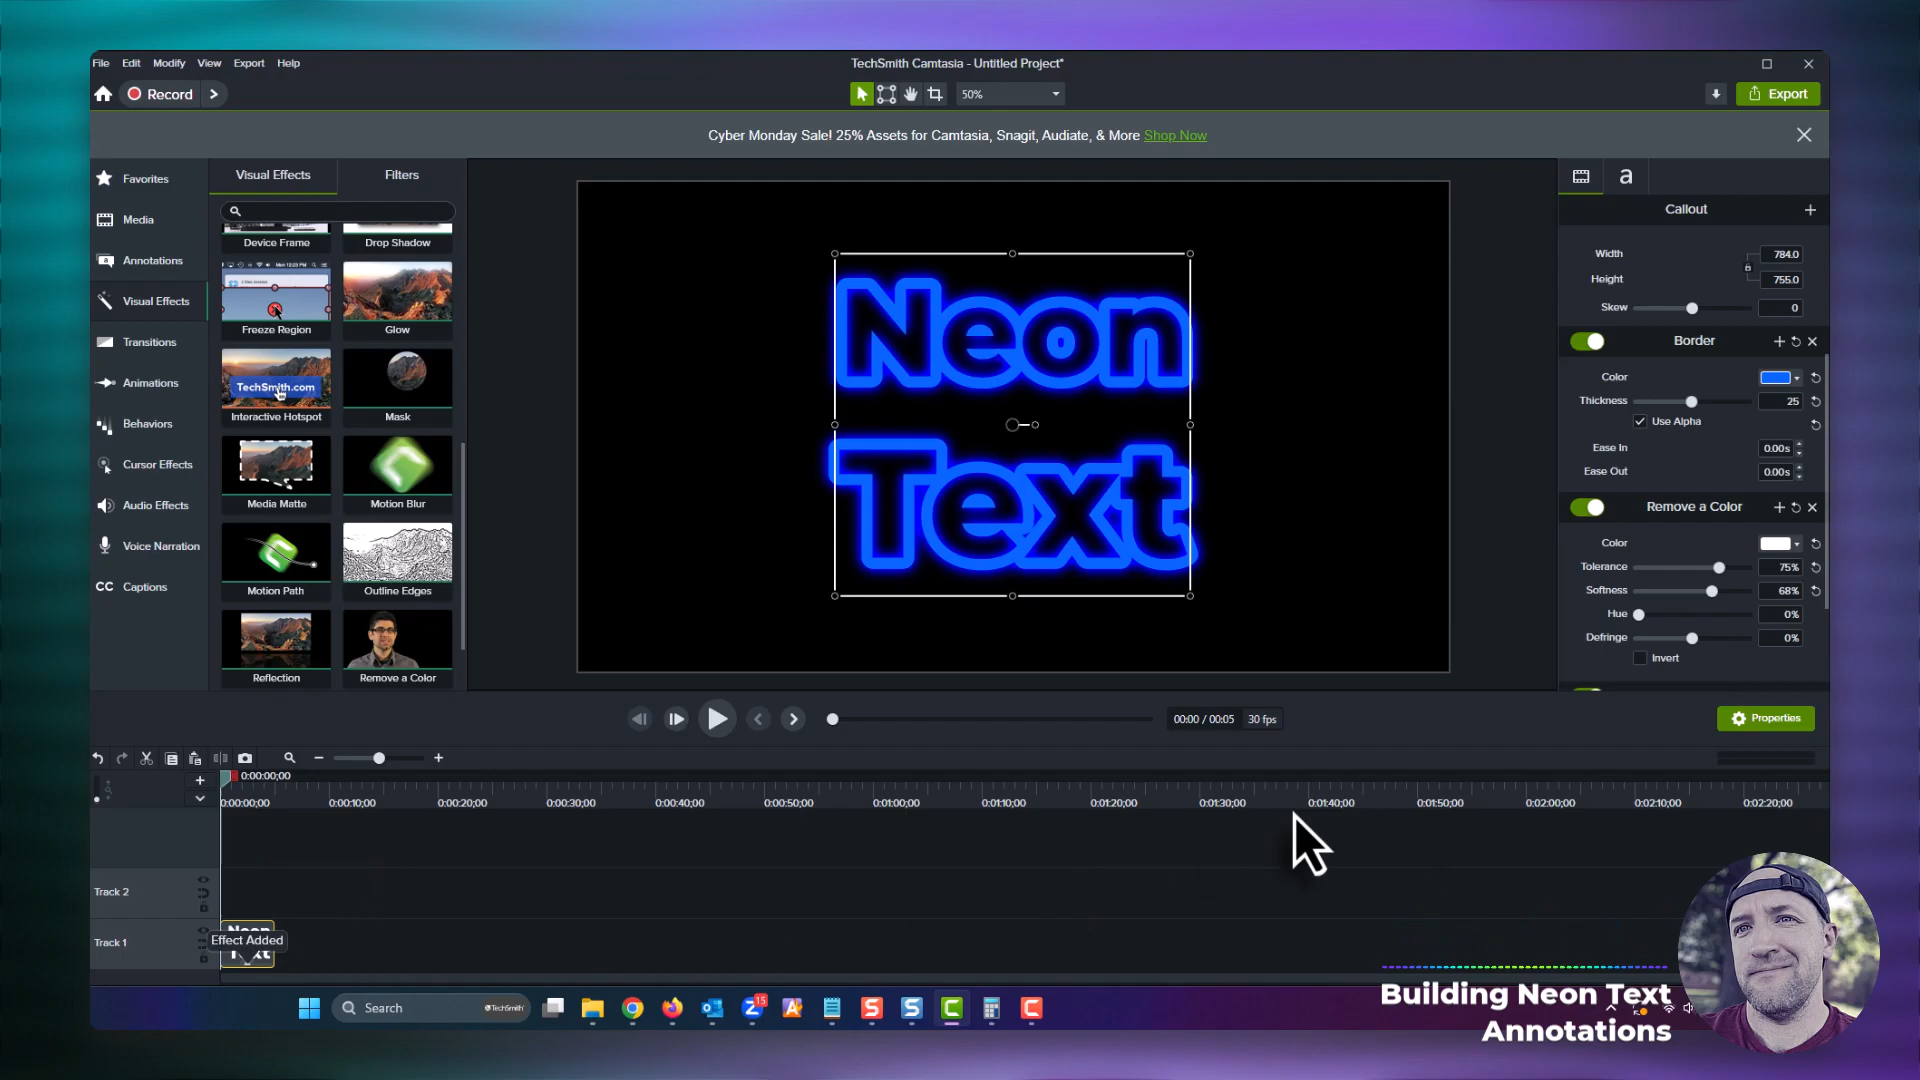 TechSmith Camtasia - Untitled Project*
File Edit Modify View Export Help
Record
50%
Export
Cyber Monday Sale! 25% Assets for Camtasia, Snagit, Audiate, & More Shop Now
Favorites
Media
Annotations
Visual Effects
Transitions
Animations
Behaviors
Cursor Effects
Audio Effects
Voice Narration
CC Captions
Visual Effects Filters
Device Frame Drop Shadow
Freeze Region Glow
TechSmith.com
Interactive Hotspot Mask
Media Matte Motion Blur
Motion Path Outline Edges
Reflection Remove a Color
Neon
Text
a
Callout
Width 784.0
Height 755.0
Skew 0
Border
Color
Thickness 25
Use Alpha
Ease In 0.00s
Ease Out 0.00s
Remove a Color
Color
Tolerance 75%
Softness 68%
Hue 0%
Defringe 0%
Invert
00:00 / 00:05 30 fps
Properties
0:00:00;00
0:00:00;00 0:00:10;00 0:00:20;00 0:00:30;00 0:00:40;00 0:00:50;00 0:01:00;00 0:01:10;00 0:01:20;00 0:01:30;00 0:01:40;00 0:01:50;00 0:02:00;00 0:02:10;00 0:02:20;00
Track 2
Track 1
Neon
Text
Effect Added
Search
TechSmith
15
Building Neon Text
Annotations